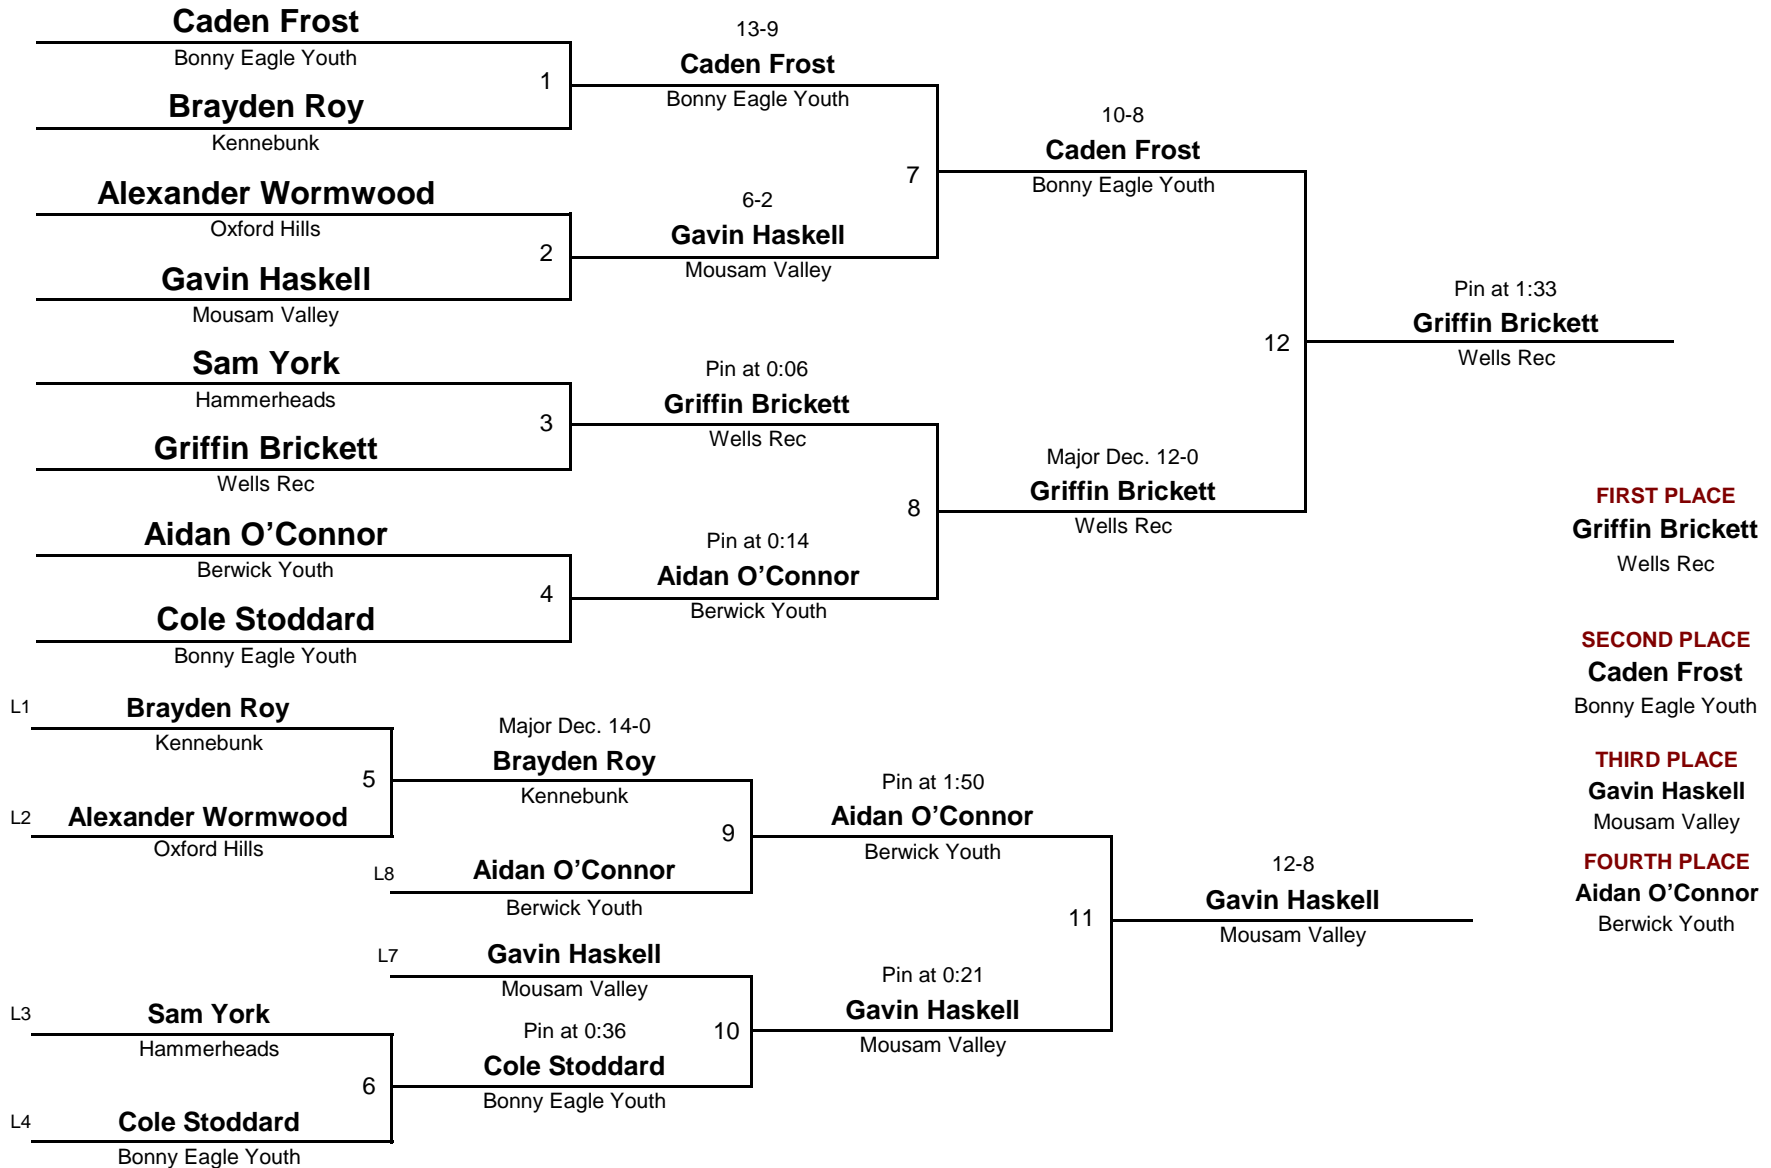 Caden Frost
Bonny Eagle Youth
1
Brayden Roy
Kennebunk
Alexander Wormwood
Oxford Hills
2
Gavin Haskell
Mousam Valley
Sam York
Hammerheads
3
Griffin Brickett
Wells Rec
Aidan O’Connor
Berwick Youth
4
Cole Stoddard
Bonny Eagle Youth
13-9
Caden Frost
Bonny Eagle Youth
7
6-2
Gavin Haskell
Mousam Valley
Pin at 0:06
Griffin Brickett
Wells Rec
8
Pin at 0:14
Aidan O’Connor
Berwick Youth
10-8
Caden Frost
Bonny Eagle Youth
12
Major Dec. 12-0
Griffin Brickett
Wells Rec
Pin at 1:33
Griffin Brickett
Wells Rec
L1
Brayden Roy
Kennebunk
5
L2
Alexander Wormwood
Oxford Hills
L3
Sam York
Hammerheads
6
L4
Cole Stoddard
Bonny Eagle Youth
Major Dec. 14-0
Brayden Roy
Kennebunk
9
L8
Aidan O’Connor
Berwick Youth
L7
Gavin Haskell
Mousam Valley
10
Pin at 0:36
Cole Stoddard
Bonny Eagle Youth
Pin at 1:50
Aidan O’Connor
Berwick Youth
11
Pin at 0:21
Gavin Haskell
Mousam Valley
12-8
Gavin Haskell
Mousam Valley
FIRST PLACE
Griffin Brickett
Wells Rec
SECOND PLACE
Caden Frost
Bonny Eagle Youth
THIRD PLACE
Gavin Haskell
Mousam Valley
FOURTH PLACE
Aidan O’Connor
Berwick Youth